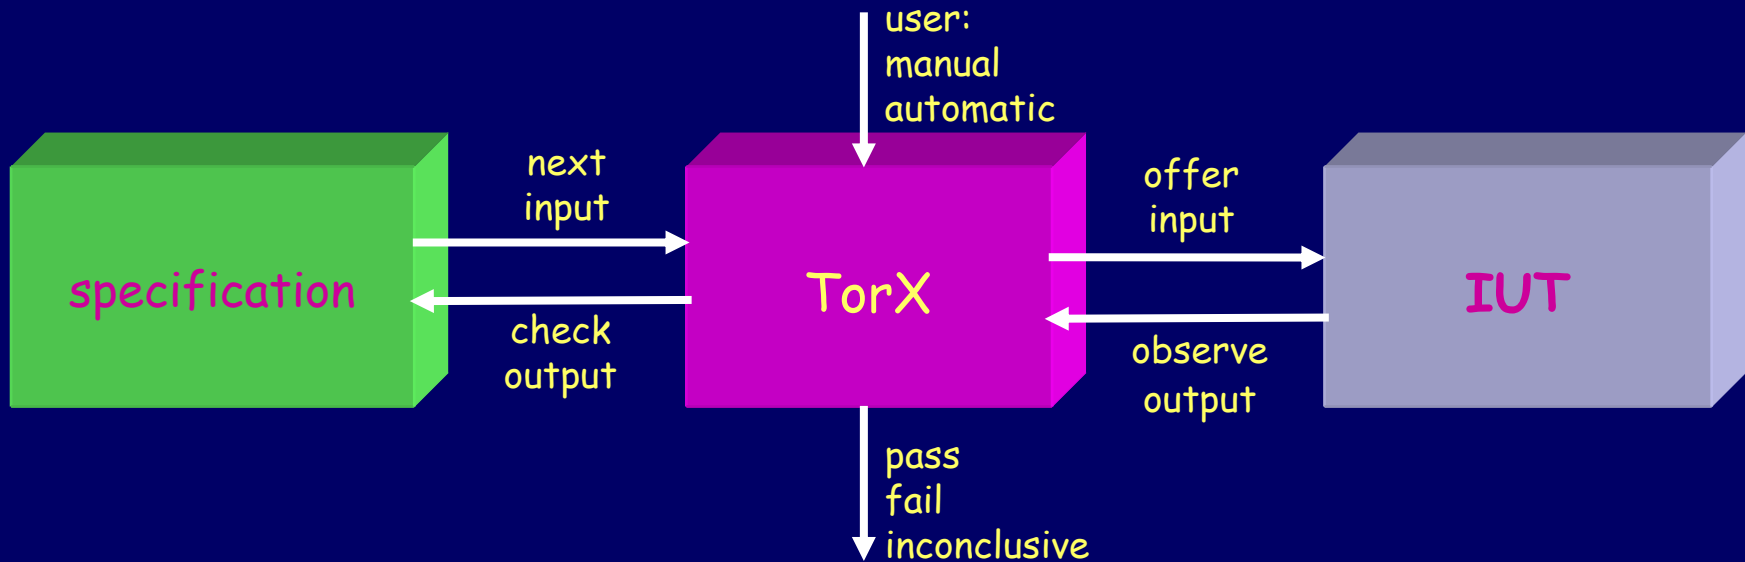 user:
manual
automatic
next
input
offer
input
specification
TorX
IUT
check
output
observe
output
pass
fail
inconclusive